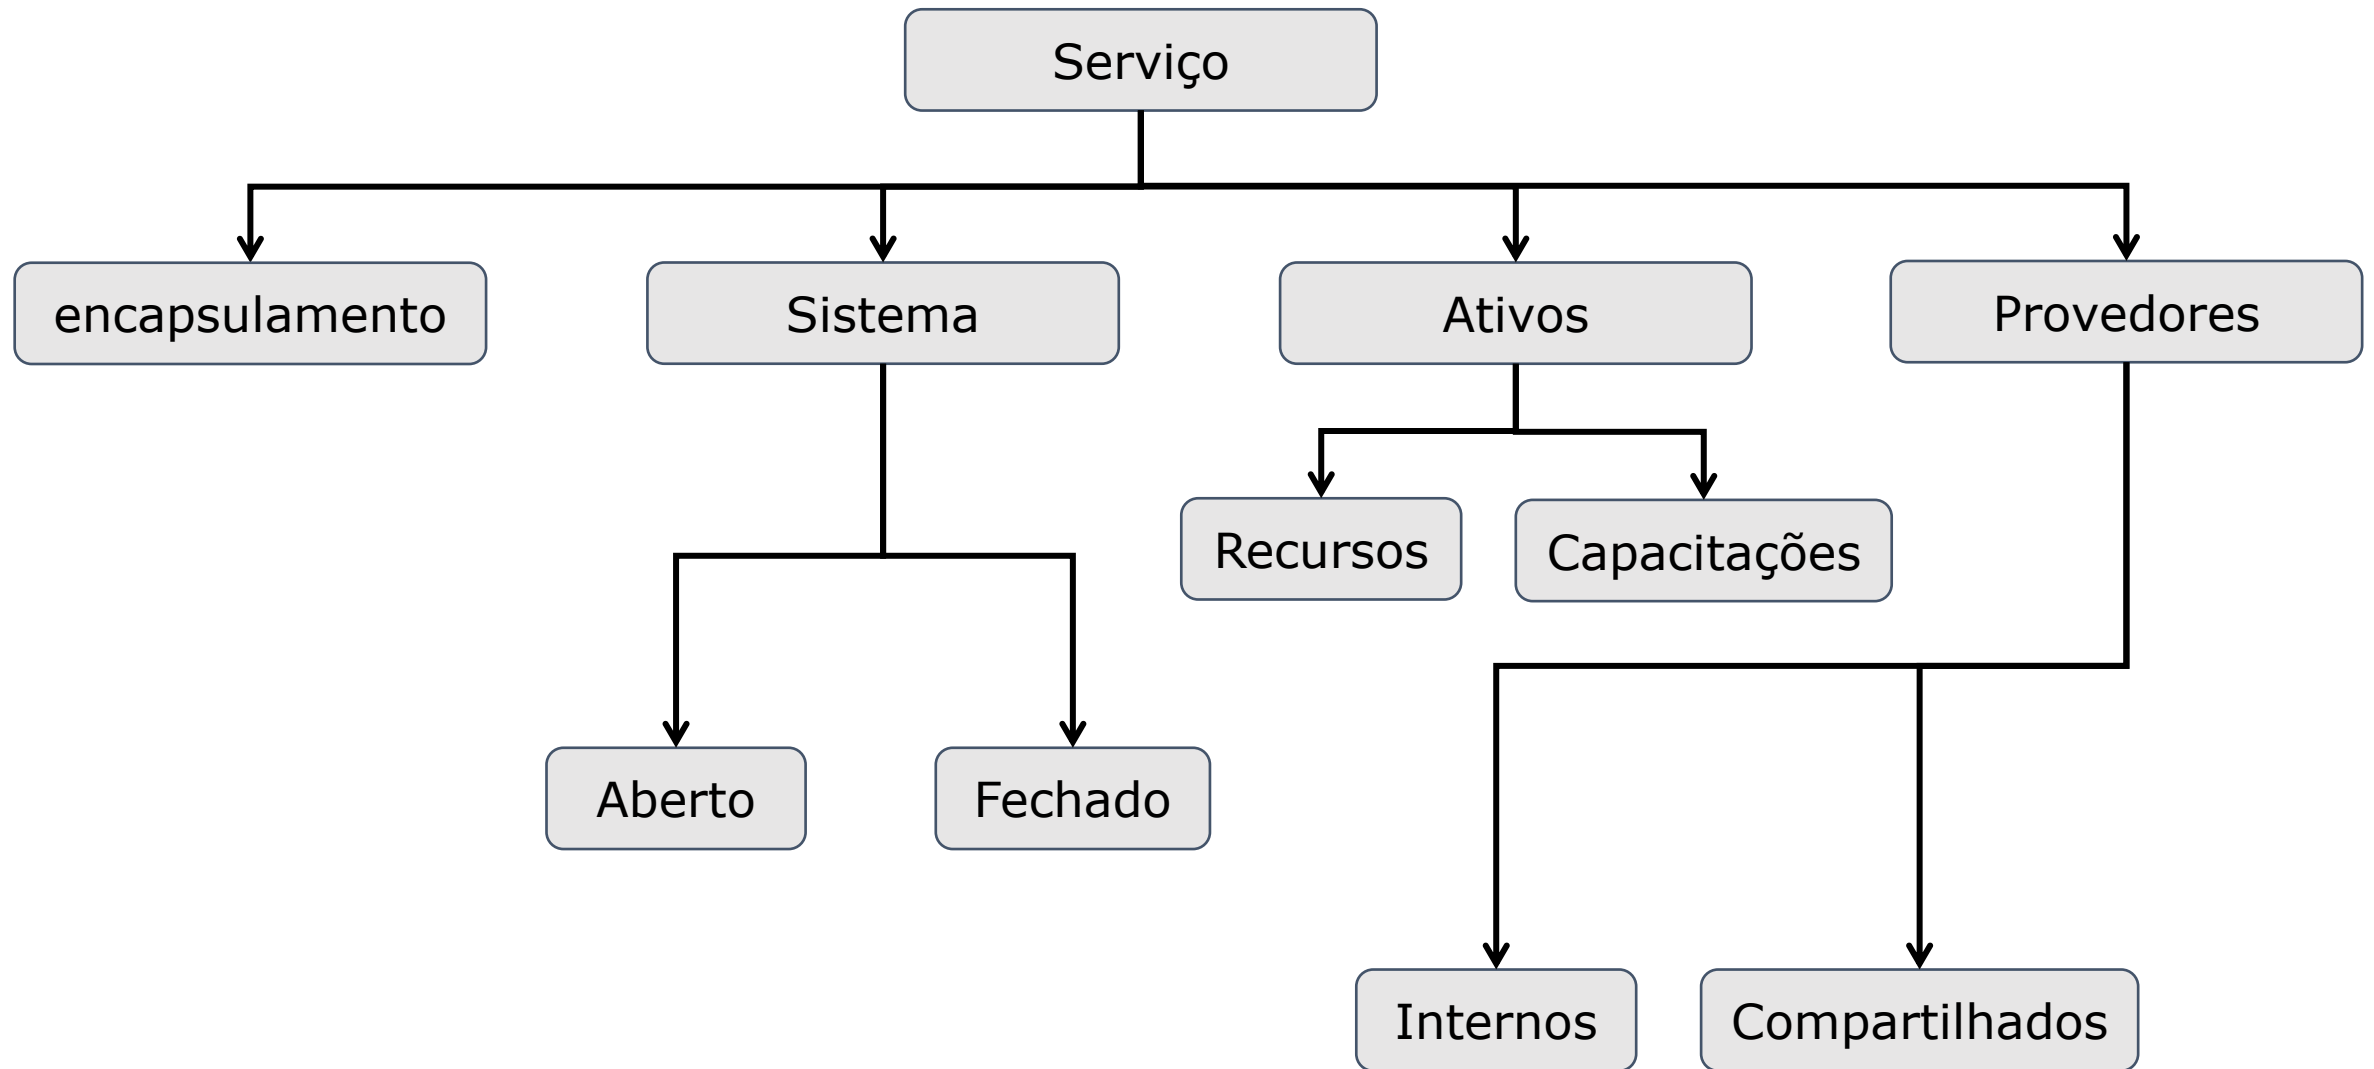 Serviço
encapsulamento
Sistema
Ativos
Provedores
Recursos
Capacitações
Aberto
Fechado
Internos
Compartilhados